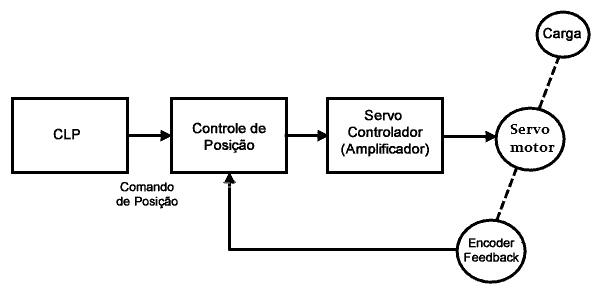 Carga
CLP
Controle de
Posição
Servo
Controlador
(Amplificador)
Servo
motor
Comando
de Posição
Encoder
Feedback